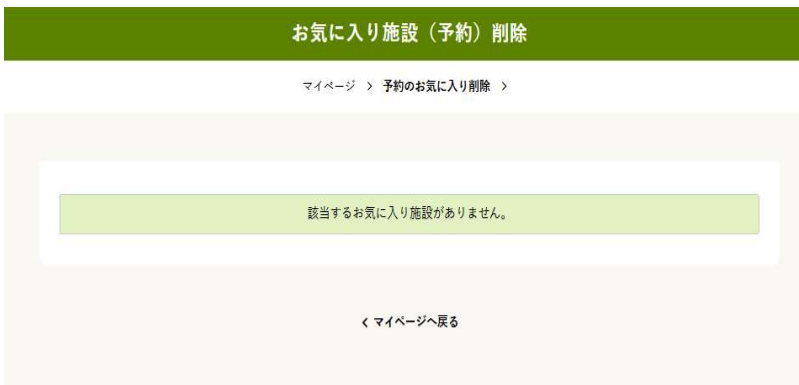 お気に入り施設（予約）削除
マイページ > 予約のお気に入り削除 >
該当するお気に入り施設がありません。
< マイページへ戻る